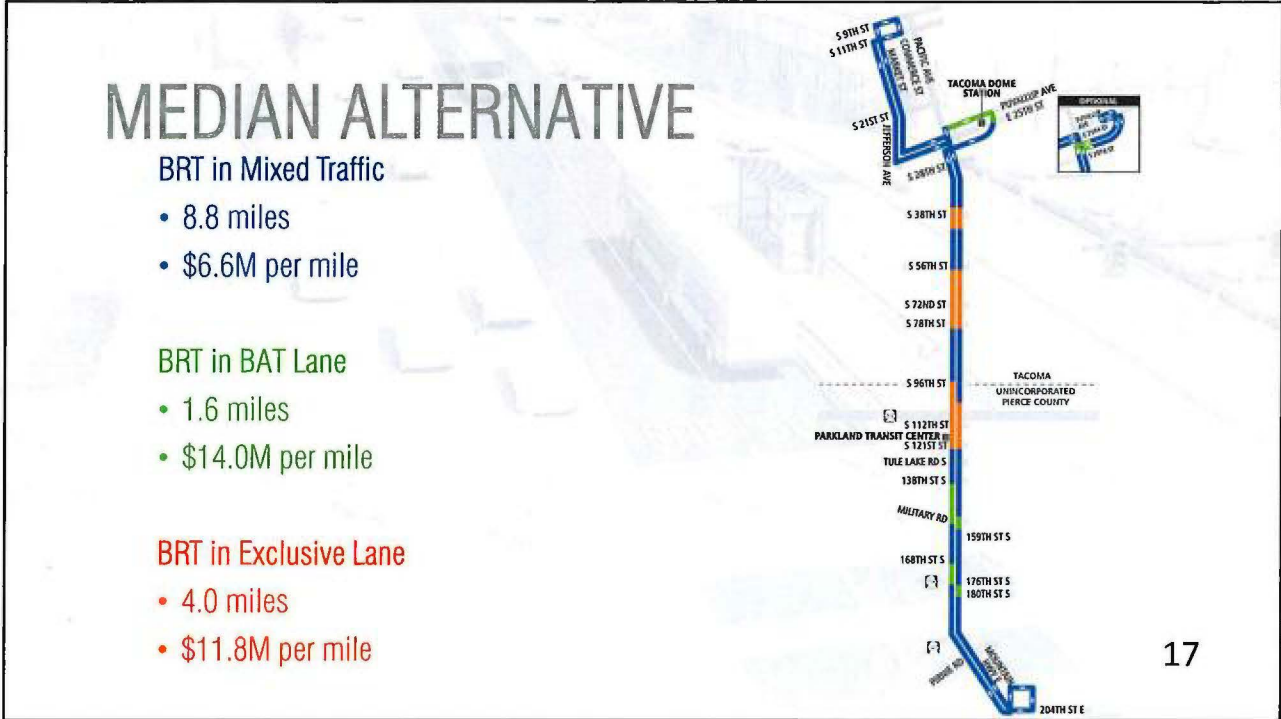 MEDIAN ALTERNATIVE
BRT in Mixed Traffic
• 8.8 miles
• $6.6M per mile
BRT in BAT Lane
• 1.6 miles
• $14.0M per mile
BRT in Exclusive Lane
• 4.0 miles
• $11.8M per mile
S 9TH ST
S 11TH ST
PACIFIC AVE
COMMERCE ST
MARKET ST
TACOMA DOME
STATION
PUYALLUP AVE
E 25TH ST
OPTIONAL
S 21ST ST
JEFFERSON AVE
S 28TH ST
S 38TH ST
S 56TH ST
S 72ND ST
S 78TH ST
S 96TH ST
TACOMA
UNINCORPORATED
PIERCE COUNTY
S 112TH ST
PARKLAND TRANSIT CENTER
S 121ST ST
TULE LAKE RD S
138TH ST S
MILITARY RD
159TH ST S
168TH ST S
176TH ST S
180TH ST S
MOUNTAIN
204TH ST E
17